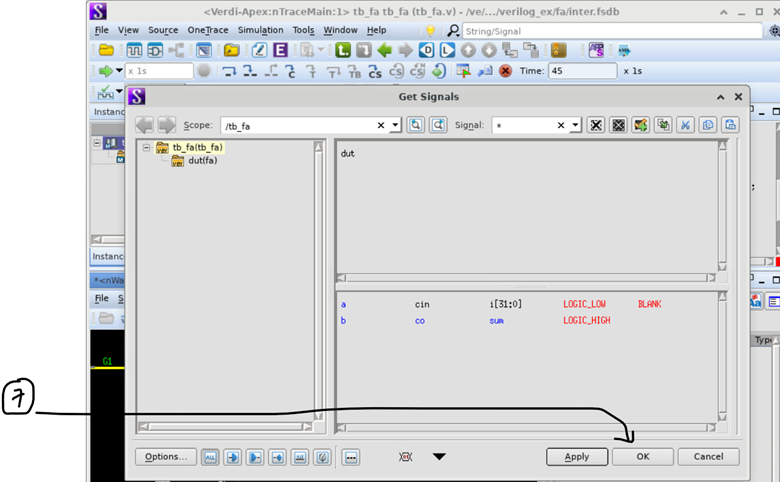 <Verdi-Apex:nTraceMain:1> tb_fa tb_fa (tb_fa.v) - /ve/.../verilog_ex/fa/inter.fsdb
File View Source OneTrace Simulation Tools Window Help String/Signal
x 1s Time: 45 x 1s
Get Signals
Instanc
Scope: /tb_fa Signal: *
tb_fa(tb_fa)
dut(fa)
dut
Instanc
*<nWa
File S
a cin i[31:0] LOGIC_LOW BLANK
b co sum LOGIC_HIGH
Type
G1
7
Options... Apply OK Cancel